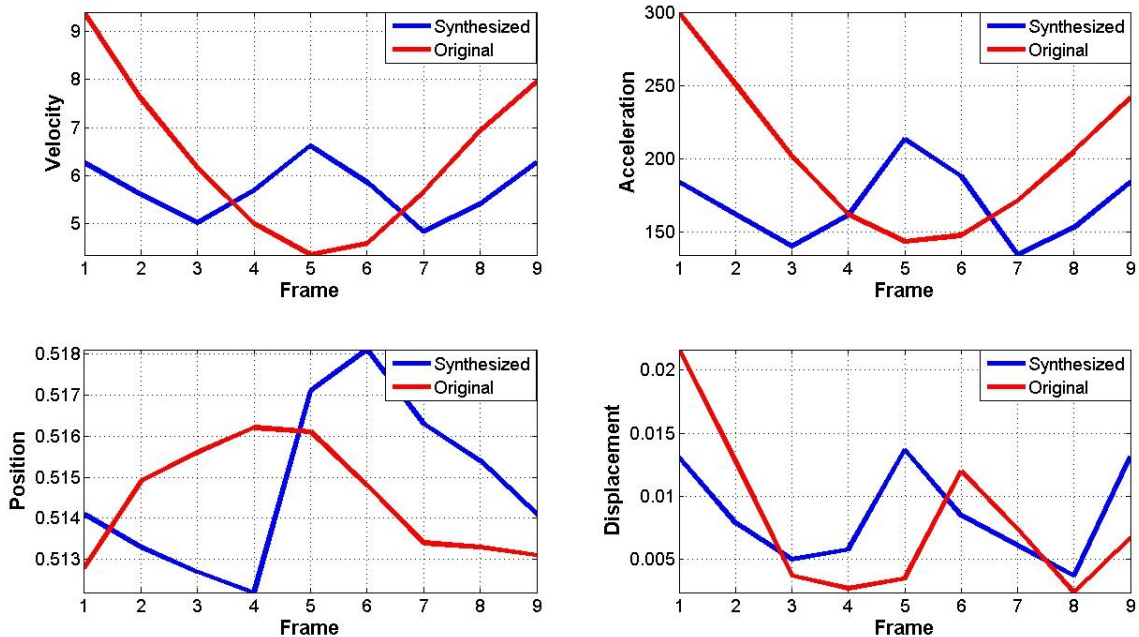 9
8
7
6
5
Velocity
1 2 3 4 5 6 7 8 9
Frame
Synthesized
Original
300
250
200
150
Acceleration
1 2 3 4 5 6 7 8 9
Frame
Synthesized
Original
0.518
0.517
0.516
0.515
0.514
0.513
Position
1 2 3 4 5 6 7 8 9
Frame
Synthesized
Original
0.02
0.015
0.01
0.005
Displacement
1 2 3 4 5 6 7 8 9
Frame
Synthesized
Original